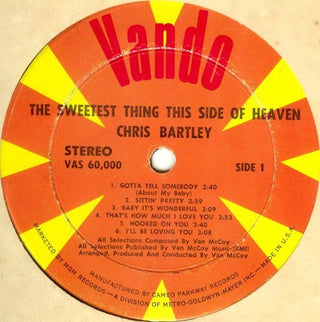 Vando
THE SWEETEST THING THIS SIDE OF HEAVEN
CHRIS BARTLEY
STEREO
VAS 60,000
SIDE 1
1. GOTTA TELL SOMEBODY 2:40
(About My Baby)
2. SITTIN' PRETTY 2:59
3. BABY IT'S WONDERFUL 3:09
4. THAT'S HOW MUCH I LOVE YOU 2:53
5. HOOKED ON YOU 2:40
6. I'LL BE LOVING YOU 3:08
All Selections Composed By Van McCoy
All Selections Published By Van McCoy Music (BMI)
Arranged, Produced And Conducted By Van McCoy
MARKETED BY MGM RECORDS — A DIVISION OF METRO-GOLDWYN-MAYER INC.
MANUFACTURED BY CAMEO PARKWAY RECORDS
MADE IN U.S.A.